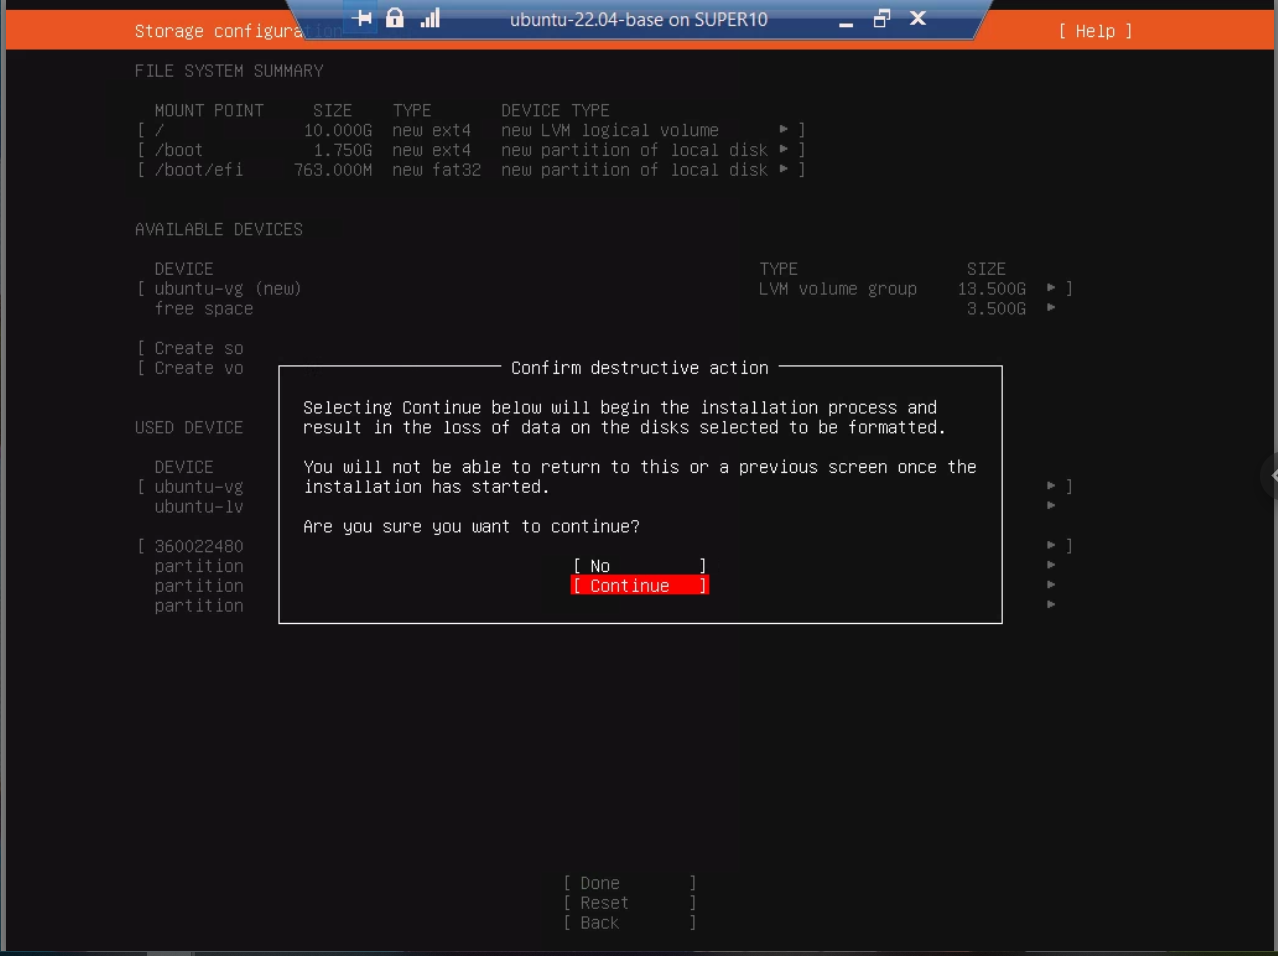 ubuntu-22.04-base on SUPER10
Storage configuration [ Help ]
FILE SYSTEM SUMMARY
MOUNT POINT SIZE TYPE DEVICE TYPE
[ / 10.000G new ext4 new LVM logical volume ▸ ]
[ /boot 1.750G new ext4 new partition of local disk ▸ ]
[ /boot/efi 763.000M new fat32 new partition of local disk ▸ ]
AVAILABLE DEVICES
DEVICE TYPE SIZE
[ ubuntu-vg (new) LVM volume group 13.500G ▸ ]
free space 3.500G ▸
[ Create so
[ Create vo
Confirm destructive action
Selecting Continue below will begin the installation process and
result in the loss of data on the disks selected to be formatted.
You will not be able to return to this or a previous screen once the
installation has started.
Are you sure you want to continue?
[ No ]
[ Continue ]
USED DEVICE
DEVICE
[ ubuntu-vg ▸ ]
ubuntu-lv ▸
[ 360022480 ▸ ]
partition ▸
partition ▸
partition ▸
[ Done ]
[ Reset ]
[ Back ]